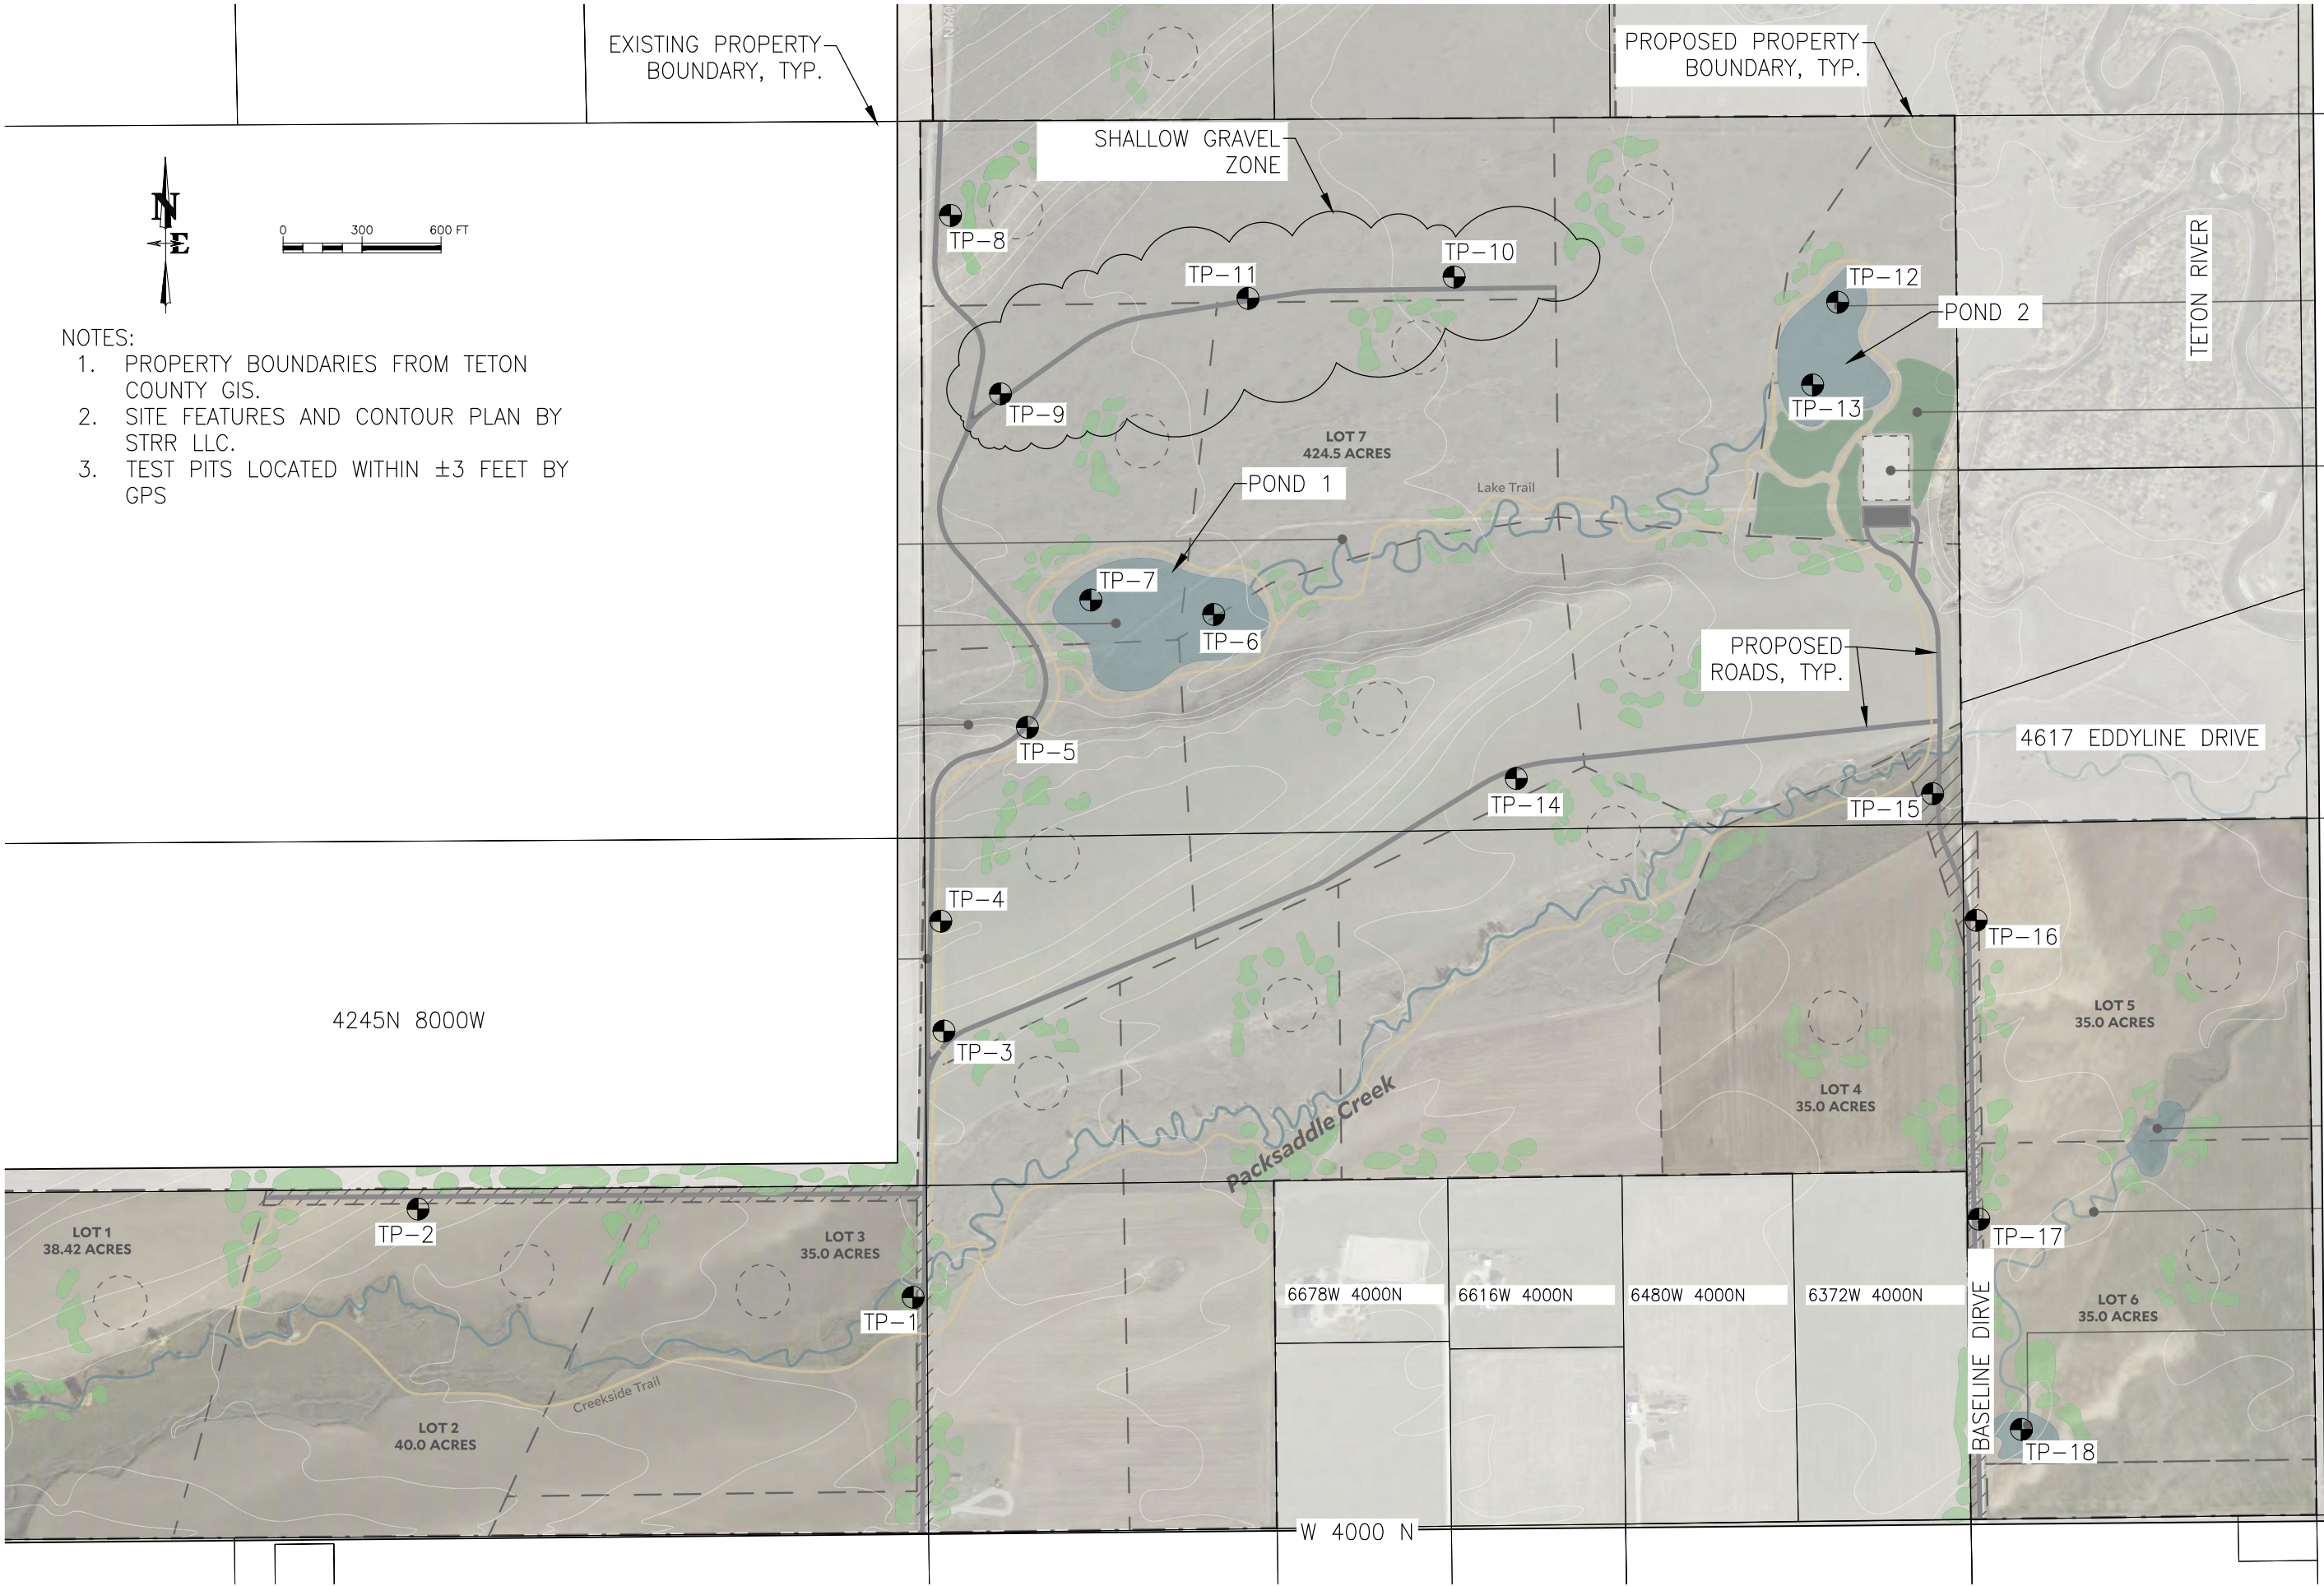 EXISTING PROPERTY
BOUNDARY, TYP.
PROPOSED PROPERTY
BOUNDARY, TYP.
SHALLOW GRAVEL
ZONE
N
E
0 300 600 FT
NOTES:
1. PROPERTY BOUNDARIES FROM TETON
COUNTY GIS.
2. SITE FEATURES AND CONTOUR PLAN BY
STRR LLC.
3. TEST PITS LOCATED WITHIN ±3 FEET BY
GPS
TP-8
TP-11
TP-10
TP-12
POND 2
TETON RIVER
TP-9
TP-13
LOT 7
424.5 ACRES
POND 1
Lake Trail
TP-7
TP-6
PROPOSED
ROADS, TYP.
4617 EDDYLINE DRIVE
TP-5
TP-14
TP-15
TP-4
TP-16
4245N 8000W
TP-3
LOT 5
35.0 ACRES
LOT 4
35.0 ACRES
Packsaddle Creek
TP-2
LOT 1
38.42 ACRES
LOT 3
35.0 ACRES
TP-17
TP-1
6678W 4000N
6616W 4000N
6480W 4000N
6372W 4000N
BASELINE DIRVE
LOT 6
35.0 ACRES
Creekside Trail
LOT 2
40.0 ACRES
TP-18
W 4000 N